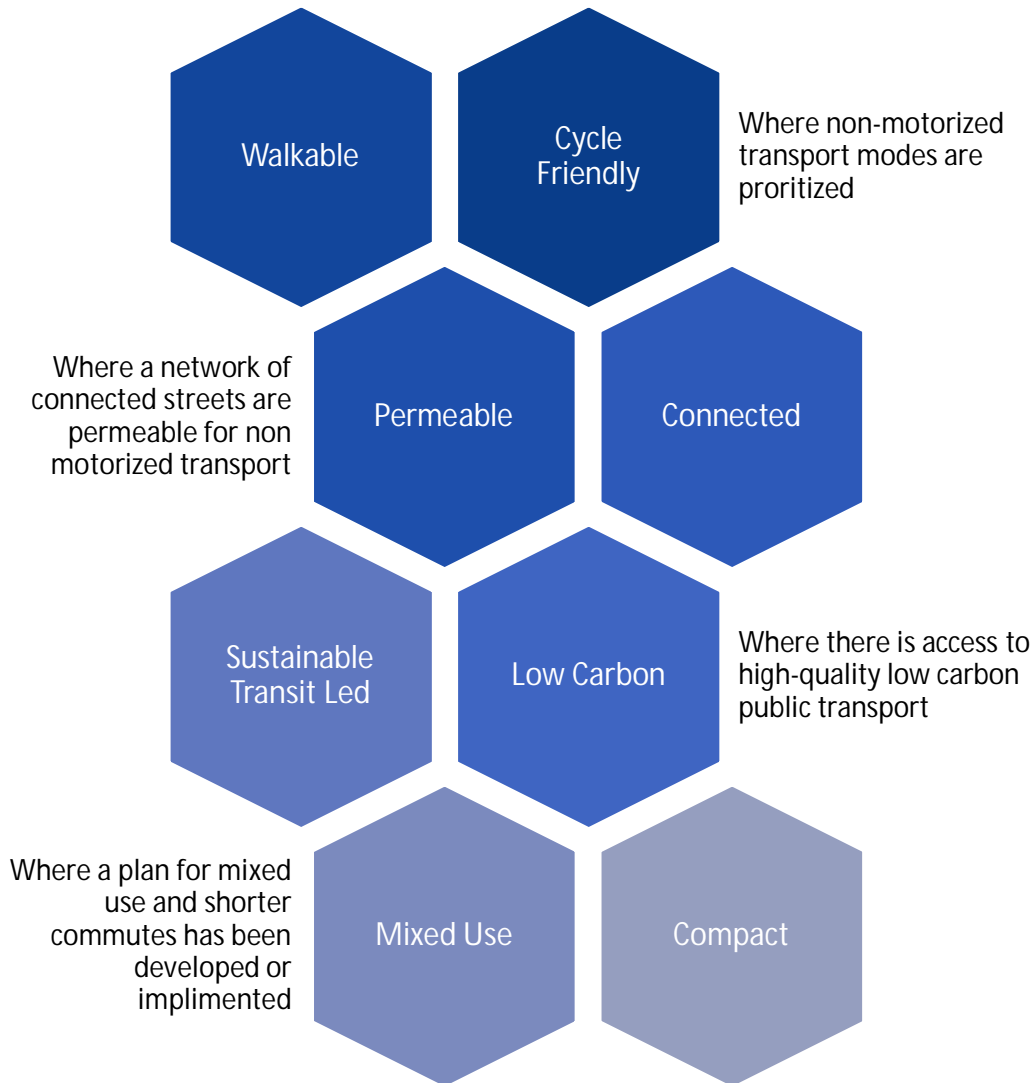 Walkable
Cycle
Friendly
Where non-motorized
transport modes are
proritized
Where a network of
connected streets are
permeable for non
motorized transport
Permeable
Connected
Sustainable
Transit Led
Low Carbon
Where there is access to
high-quality low carbon
public transport
Where a plan for mixed
use and shorter
commutes has been
developed or
implimented
Mixed Use
Compact